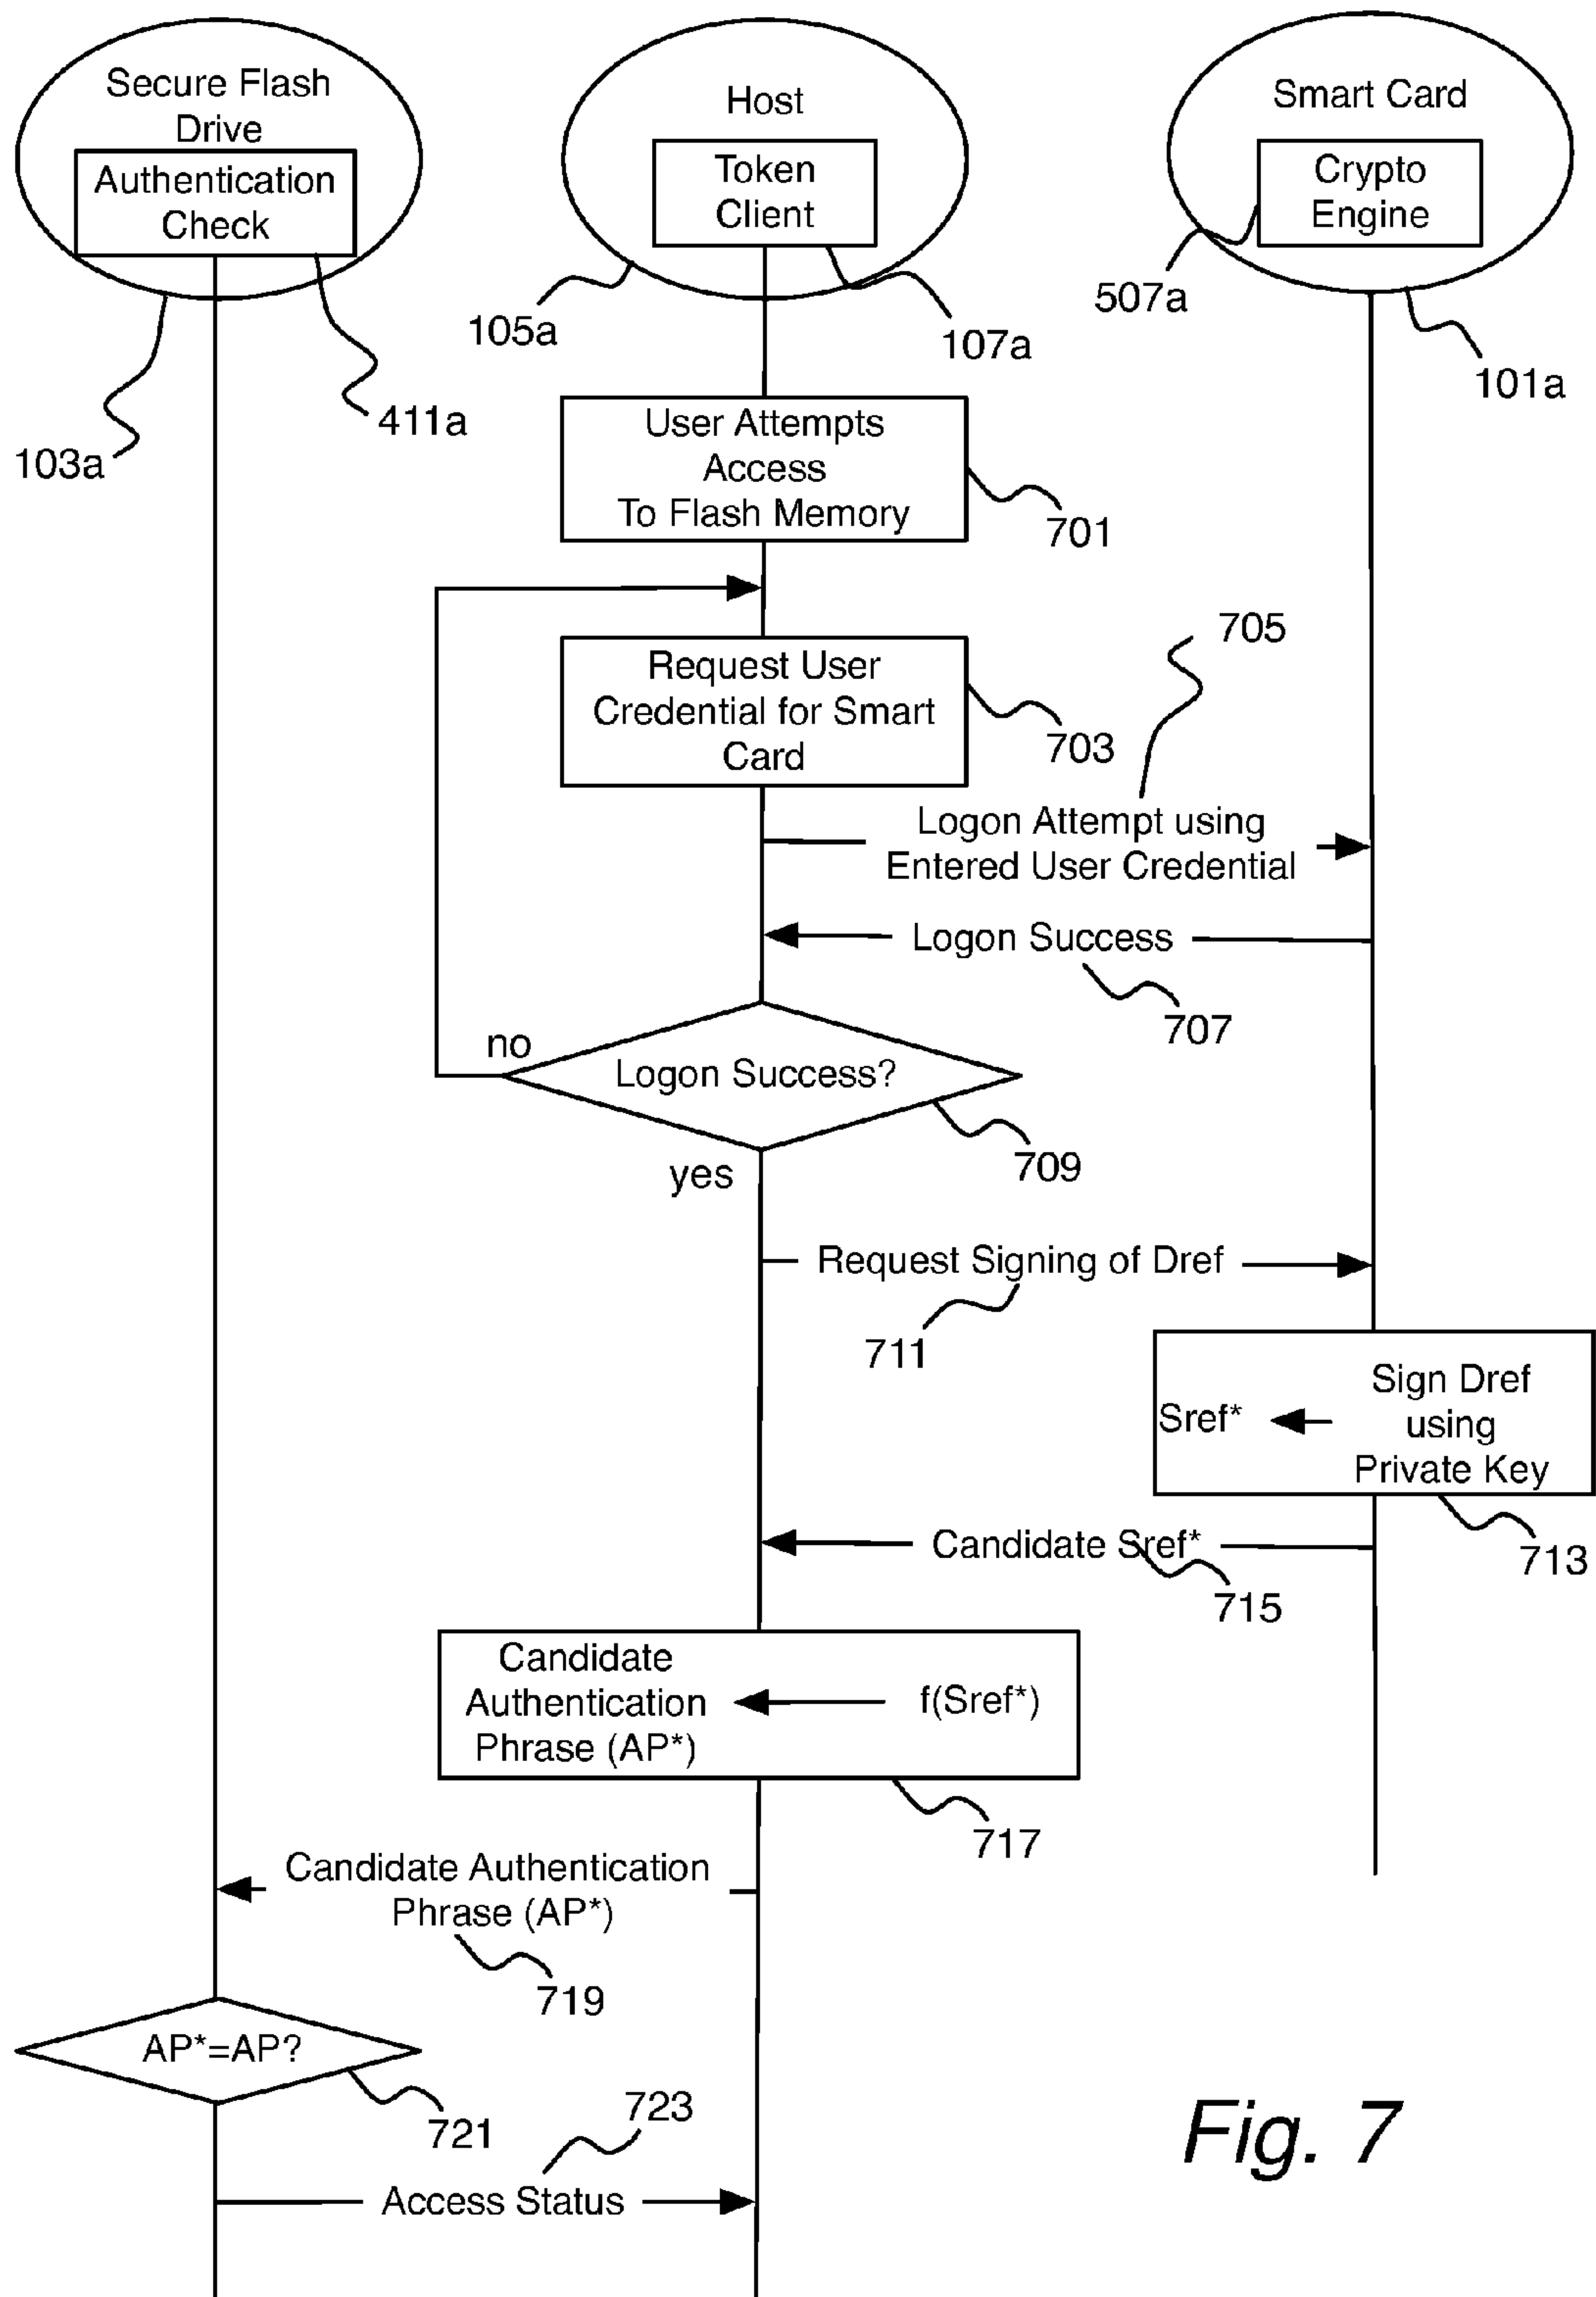 Secure Flash
Drive
Authentication
Check
Host
Token
Client
Smart Card
Crypto
Engine
507a
105a
107a
101a
411a
103a
User Attempts
Access
To Flash Memory
701
705
Request User
Credential for Smart
Card
703
Logon Attempt using
Entered User Credential
Logon Success
707
no
Logon Success?
709
yes
Request Signing of Dref
711
Sign Dref
using
Private Key
Sref*
713
Candidate Sref*
715
Candidate
Authentication
Phrase (AP*)
f(Sref*)
717
Candidate Authentication
Phrase (AP*)
719
AP*=AP?
721
723
Access Status
Fig. 7